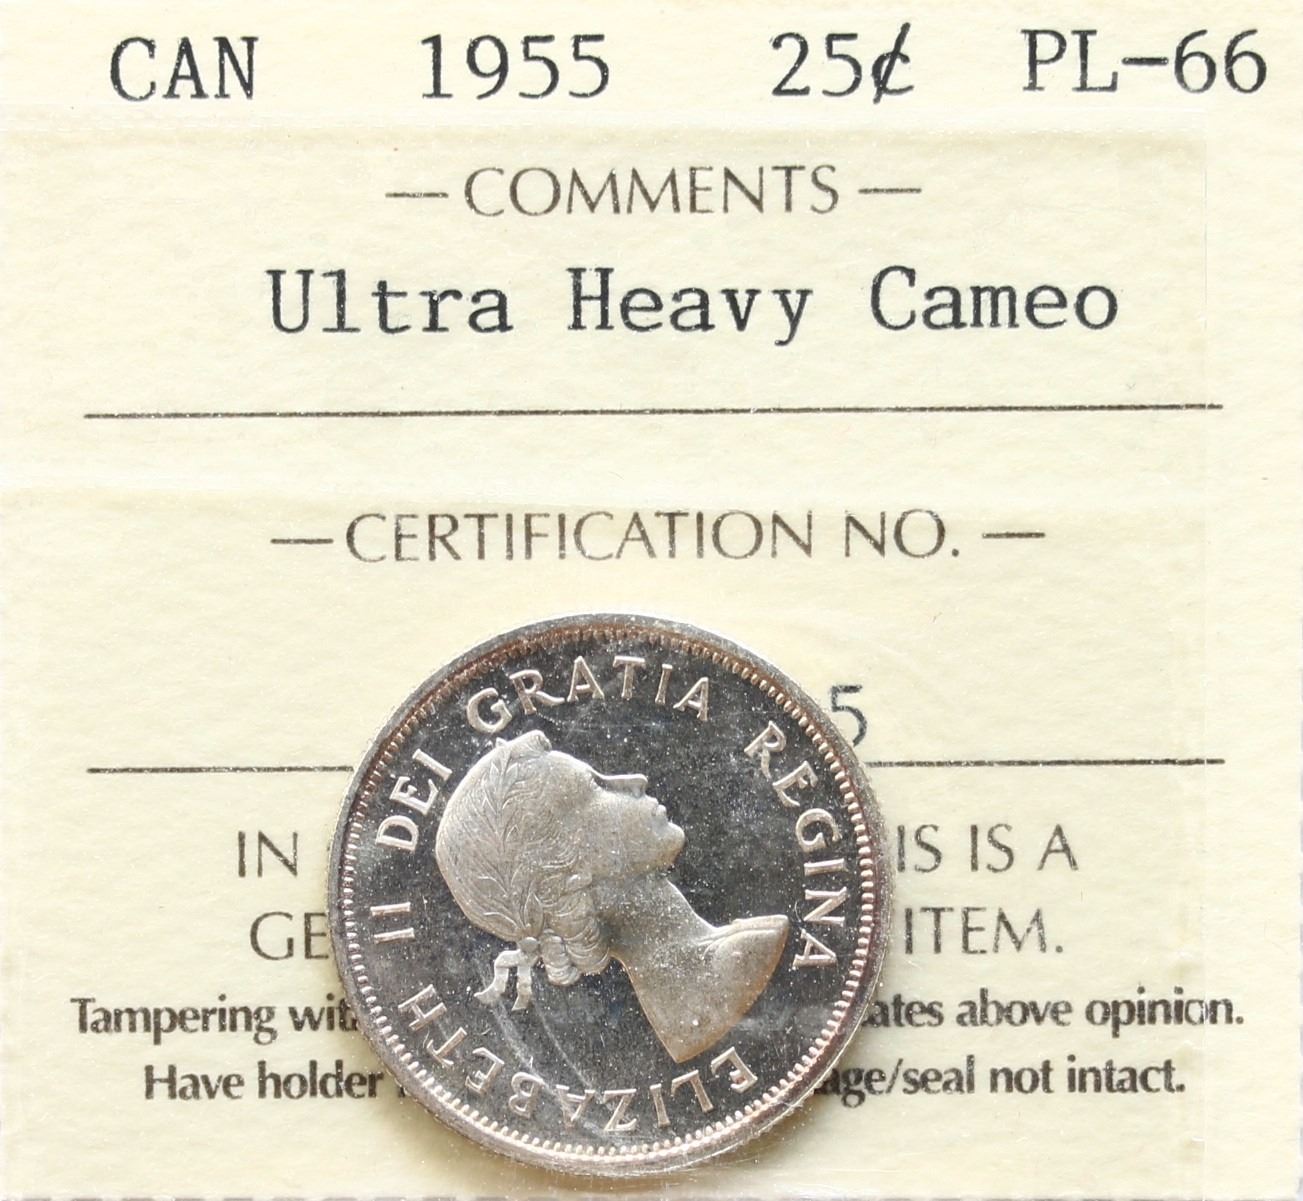 CAN 1955 25¢ PL-66
— COMMENTS —
Ultra Heavy Cameo
— CERTIFICATION NO. —
5
IN IS IS A
GE ITEM.
Tampering wit ates above opinion.
Have holder age/seal not intact.
ELIZABETH II DEI GRATIA REGINA